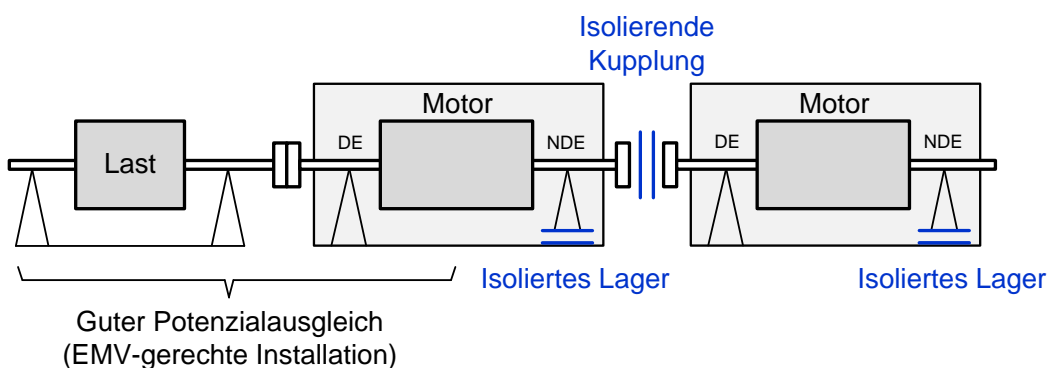 Isolierende
Kupplung
Motor
Motor
DE
NDE
DE
NDE
Last
Isoliertes Lager
Isoliertes Lager
Guter Potenzialausgleich
(EMV-gerechte Installation)